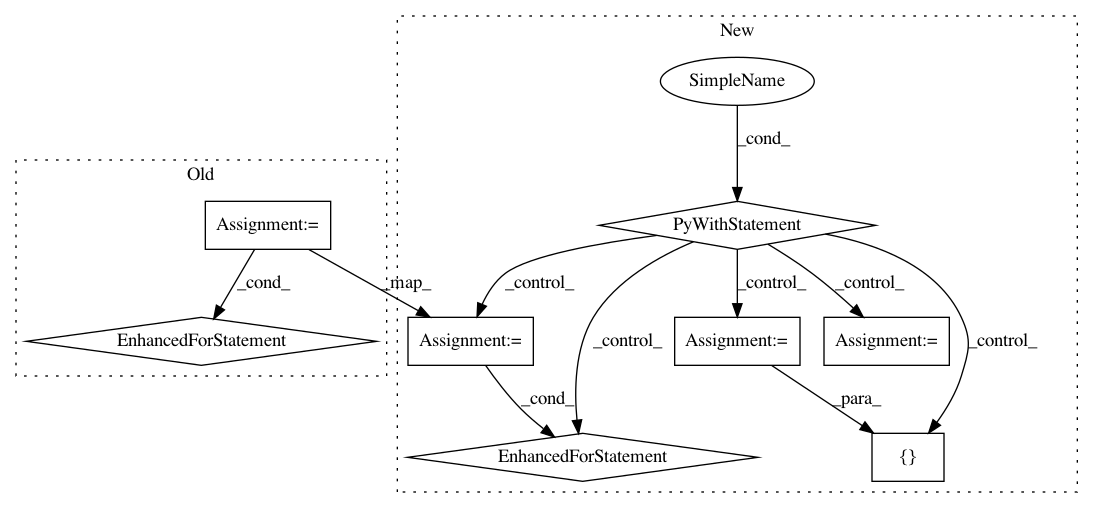 New
SimpleName
_cond_
Old
Assignment:=
PyWithStatement
_cond_
_map_
_control_
_control_
_control_
_control_
_control_
EnhancedForStatement
Assignment:=
Assignment:=
Assignment:=
_cond_
_para_
EnhancedForStatement
{}